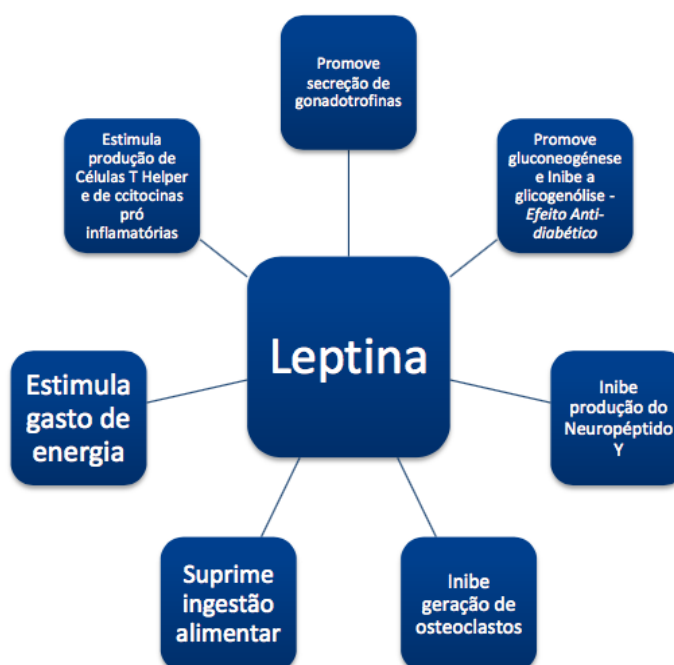 Promove
secreção de
gonadotrofinas
Estimula
produção de
Células T Helper
e de ccitocinas
pró
inflamatórias
Promove
gluconeogénese
e Inibe a
glicogenólise -
Efeito Anti-
diabético
Leptina
Estimula
gasto de
energia
Inibe
produção do
Neuropéptido
Y
Suprime
ingestão
alimentar
Inibe
geração de
osteoclastos